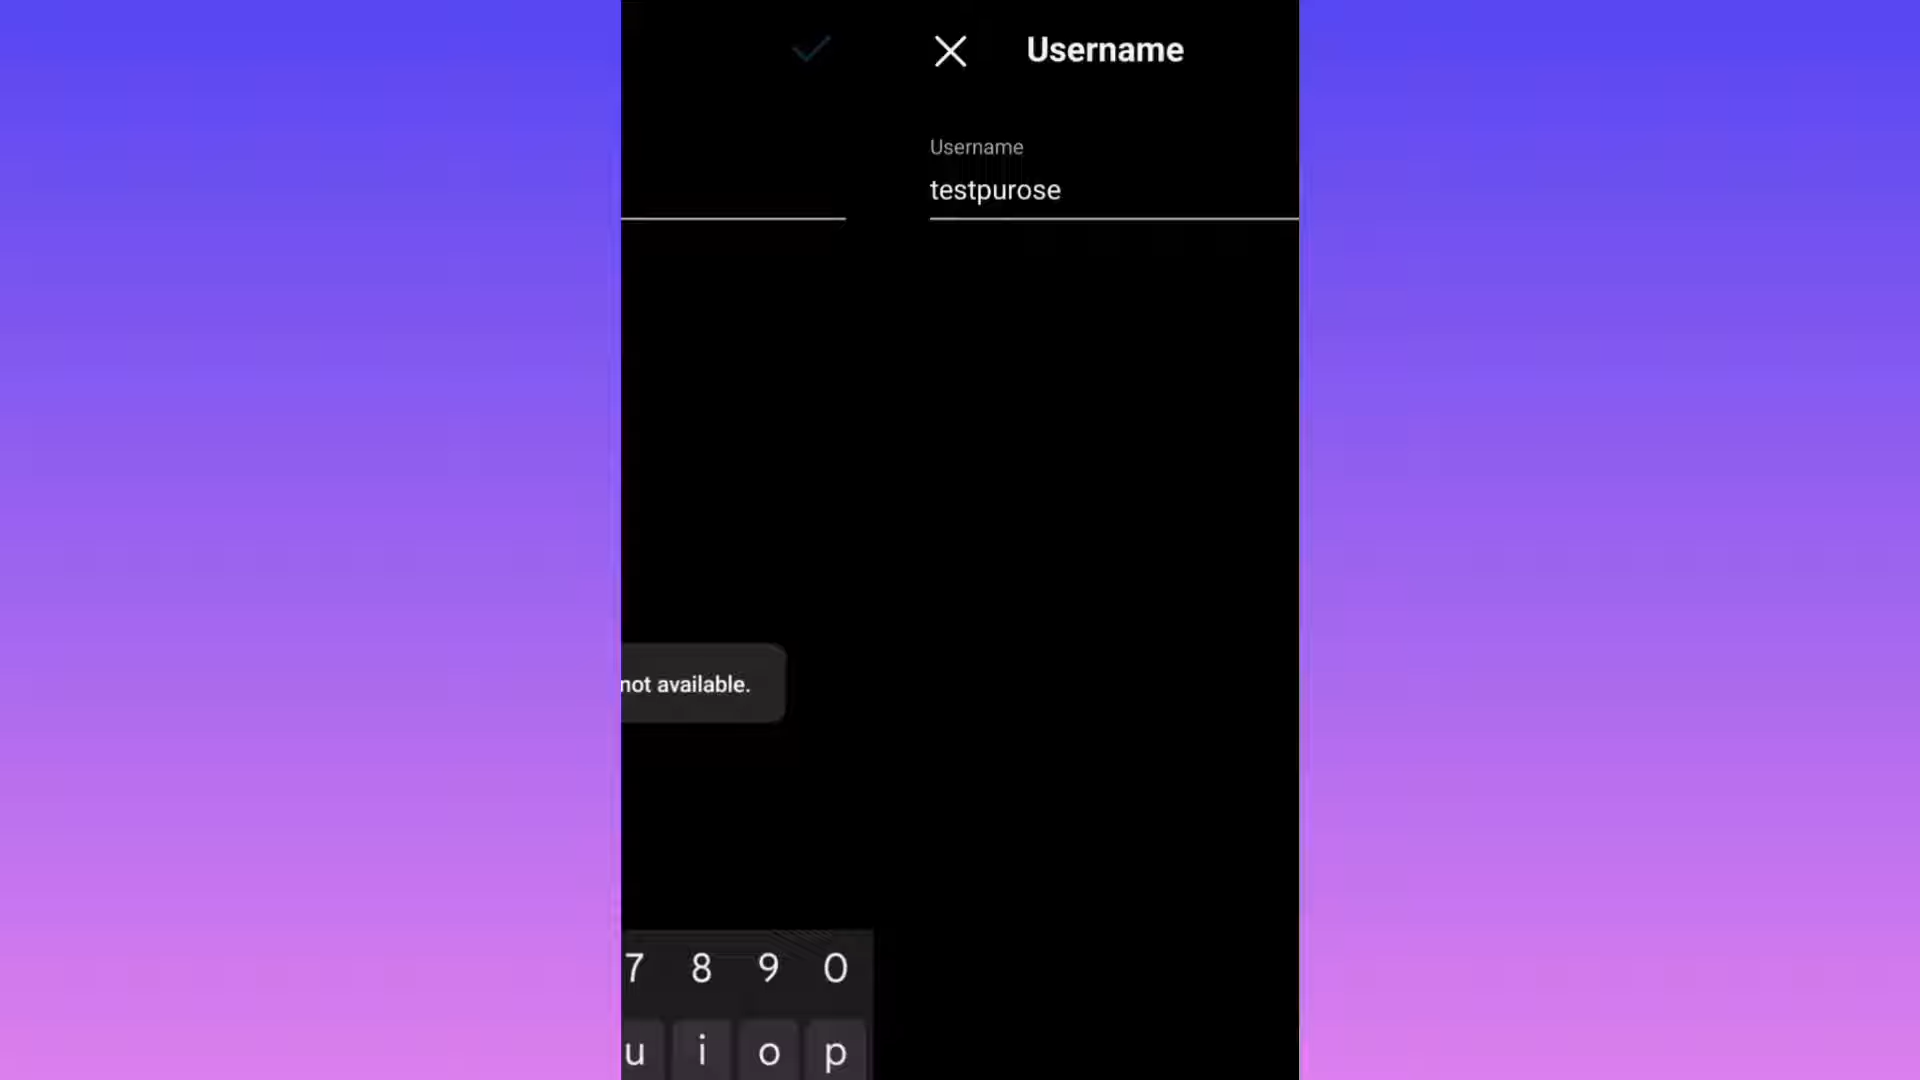 Username
Username
testpurose
not available.
7 8 9 0
u i o p